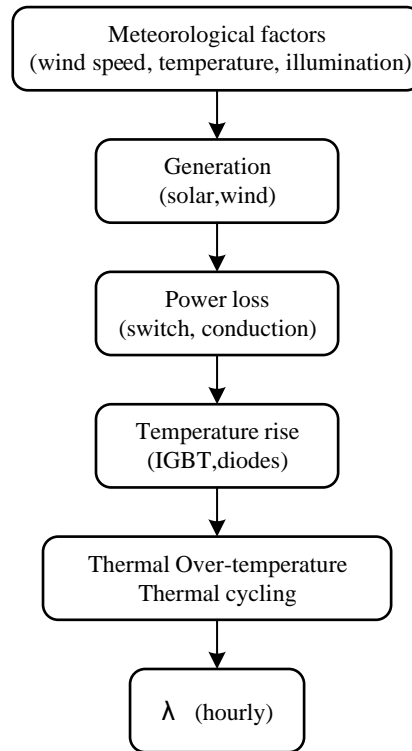 Meteorological factors
(wind speed, temperature, illumination)
Generation
(solar,wind)
Power loss
(switch, conduction)
Temperature rise
(IGBT,diodes)
Thermal Over-temperature
Thermal cycling
λ (hourly)